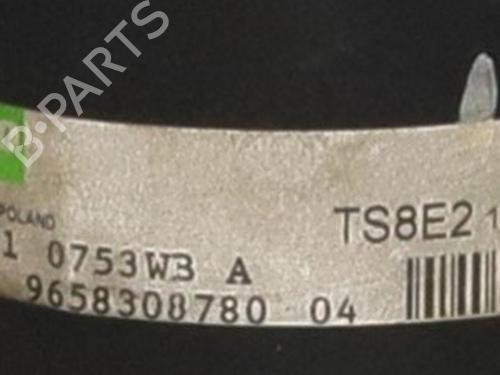 B-PARTS
POLAND
TS8E2
1 0753W3 A
9658308780 04